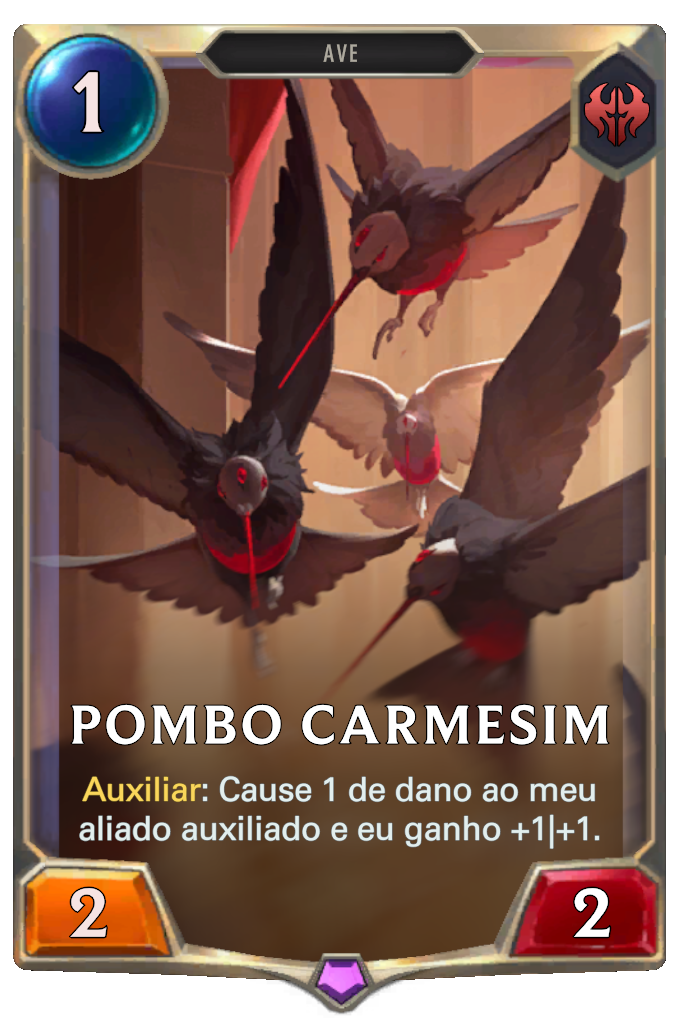 1
AVE
POMBO CARMESIM
Auxiliar: Cause 1 de dano ao meu
aliado auxiliado e eu ganho +1|+1.
2
2